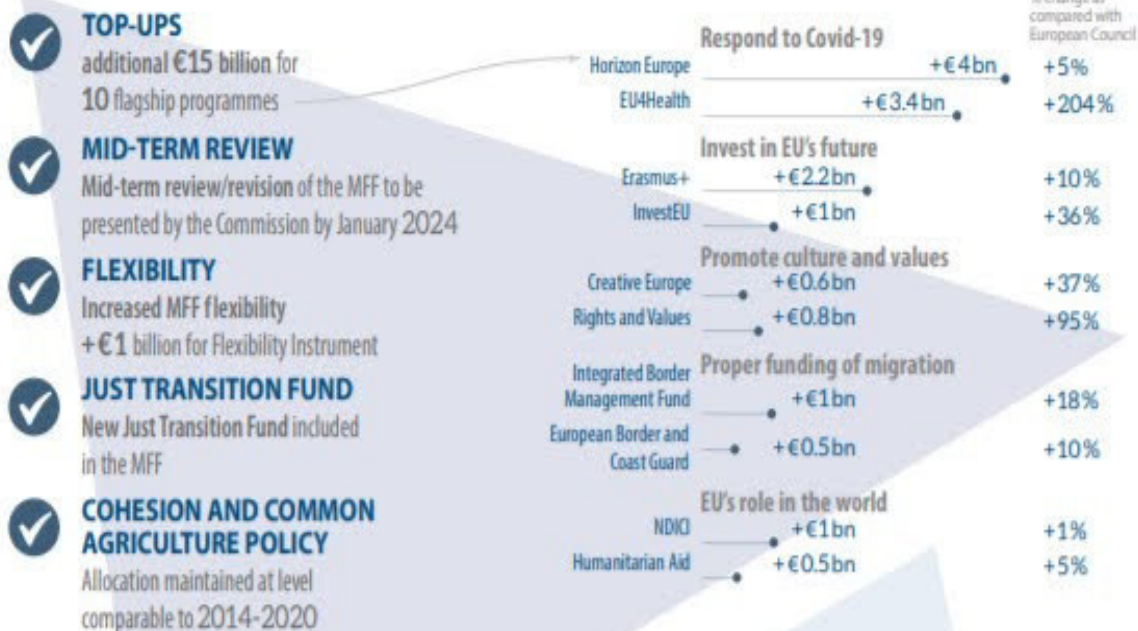 TOP-UPS
additional €15 billion for
10 flagship programmes
MID-TERM REVIEW
Mid-term review/revision of the MFF to be
presented by the Commission by January 2024
FLEXIBILITY
Increased MFF flexibility
+€1 billion for Flexibility Instrument
JUST TRANSITION FUND
New Just Transition Fund included
in the MFF
COHESION AND COMMON
AGRICULTURE POLICY
Allocation maintained at level
comparable to 2014-2020
compared with
European Council
Respond to Covid-19
Horizon Europe +€4bn +5%
EU4Health +€3.4bn +204%
Invest in EU's future
Erasmus+ +€2.2bn +10%
InvestEU +€1bn +36%
Promote culture and values
Creative Europe +€0.6bn +37%
Rights and Values +€0.8bn +95%
Proper funding of migration
Integrated Border
Management Fund +€1bn +18%
European Border and
Coast Guard +€0.5bn +10%
EU's role in the world
NDICI +€1bn +1%
Humanitarian Aid +€0.5bn +5%